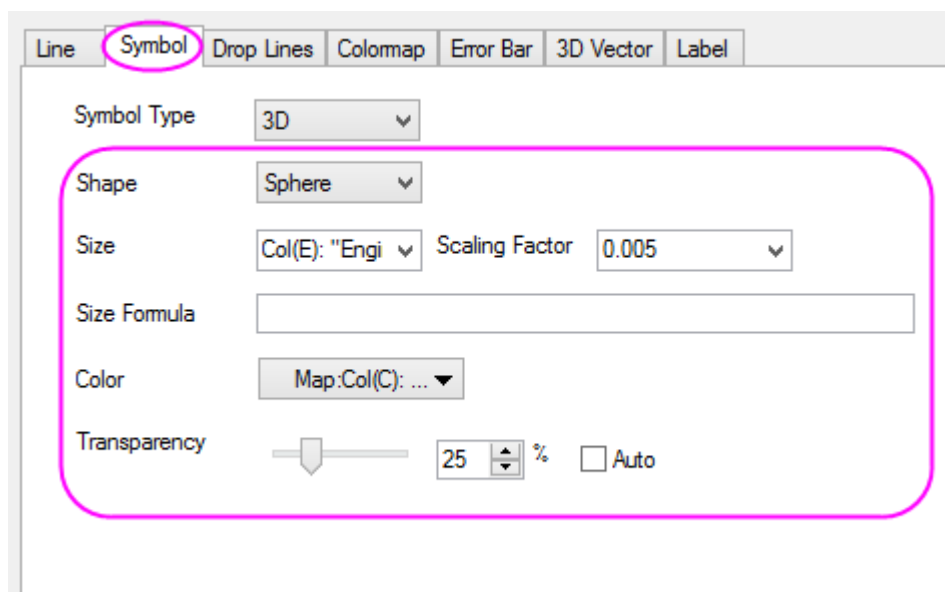 Line Symbol Drop Lines Colormap Error Bar 3D Vector Label
Symbol Type 3D
Shape Sphere
Size Col(E): "Engi Scaling Factor 0.005
Size Formula
Color Map:Col(C): ...
Transparency 25 % Auto